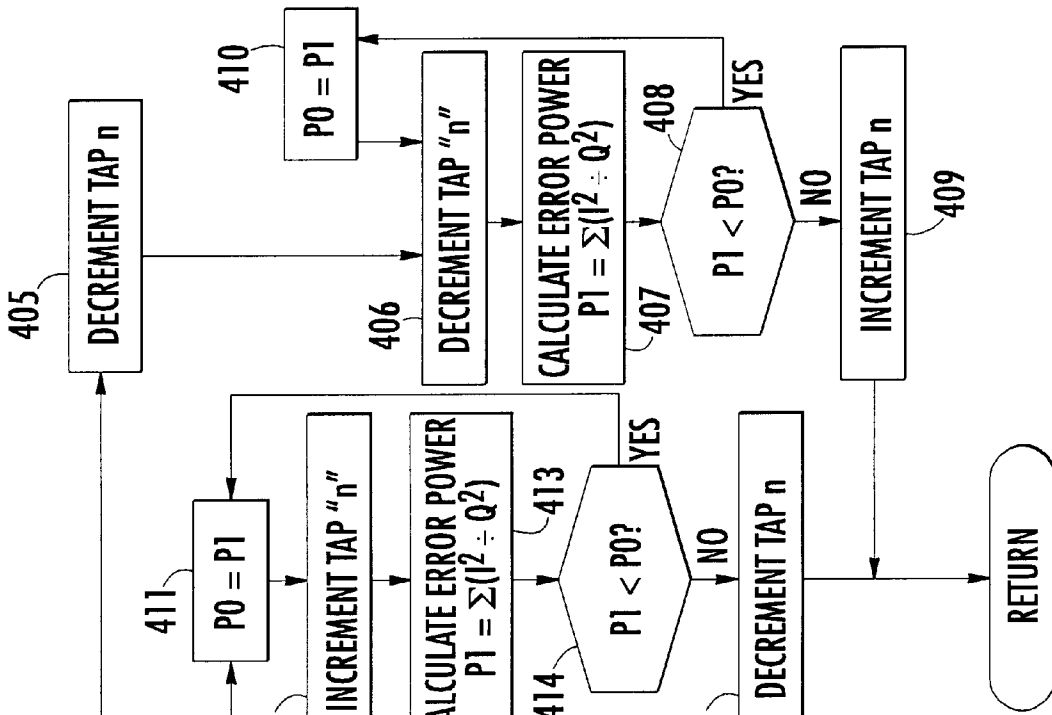 405
DECREMENT TAP n
410
P0 = P1
406
DECREMENT TAP “n”
CALCULATE ERROR POWER
P1 = Σ(I² ÷ Q²)
407
408
P1 < P0?
YES
NO
INCREMENT TAP n
409
411
P0 = P1
INCREMENT TAP “n”
ALCULATE ERROR POWER
P1 = Σ(I² ÷ Q²)
413
414
P1 < P0?
YES
NO
DECREMENT TAP n
RETURN